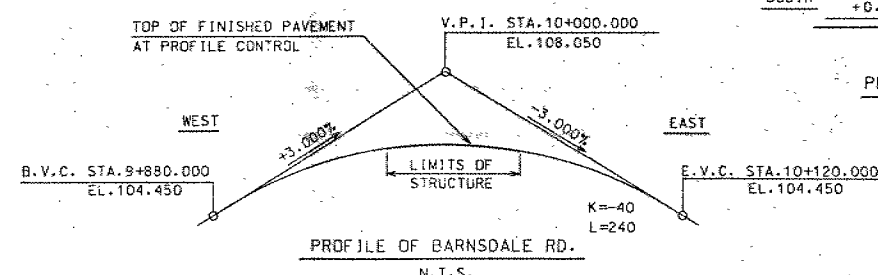 TOP OF FINISHED PAVEMENT
AT PROFILE CONTROL
V.P.I. STA.10+000.000
EL.108.050
WEST
+3.000%
-3.000%
EAST
B.V.C. STA.9+880.000
EL.104.450
LIMITS OF
STRUCTURE
E.V.C. STA.10+120.000
EL.104.450
K=-40
L=240
PROFILE OF BARNSDALE RD.
N.T.S.